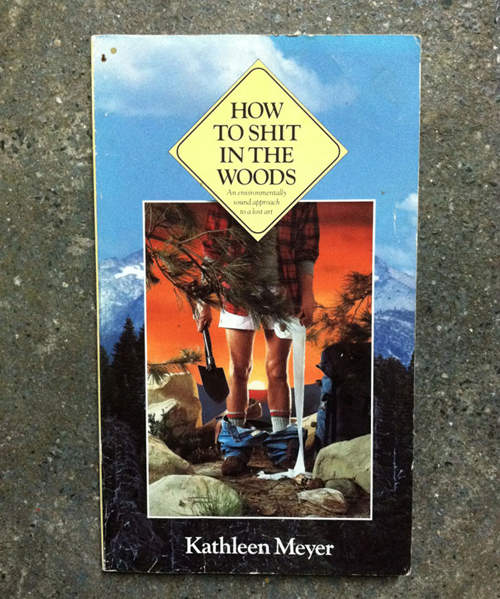 HOW
TO SHIT
IN THE
WOODS
An environmentally
sound approach
to a lost art
Kathleen Meyer